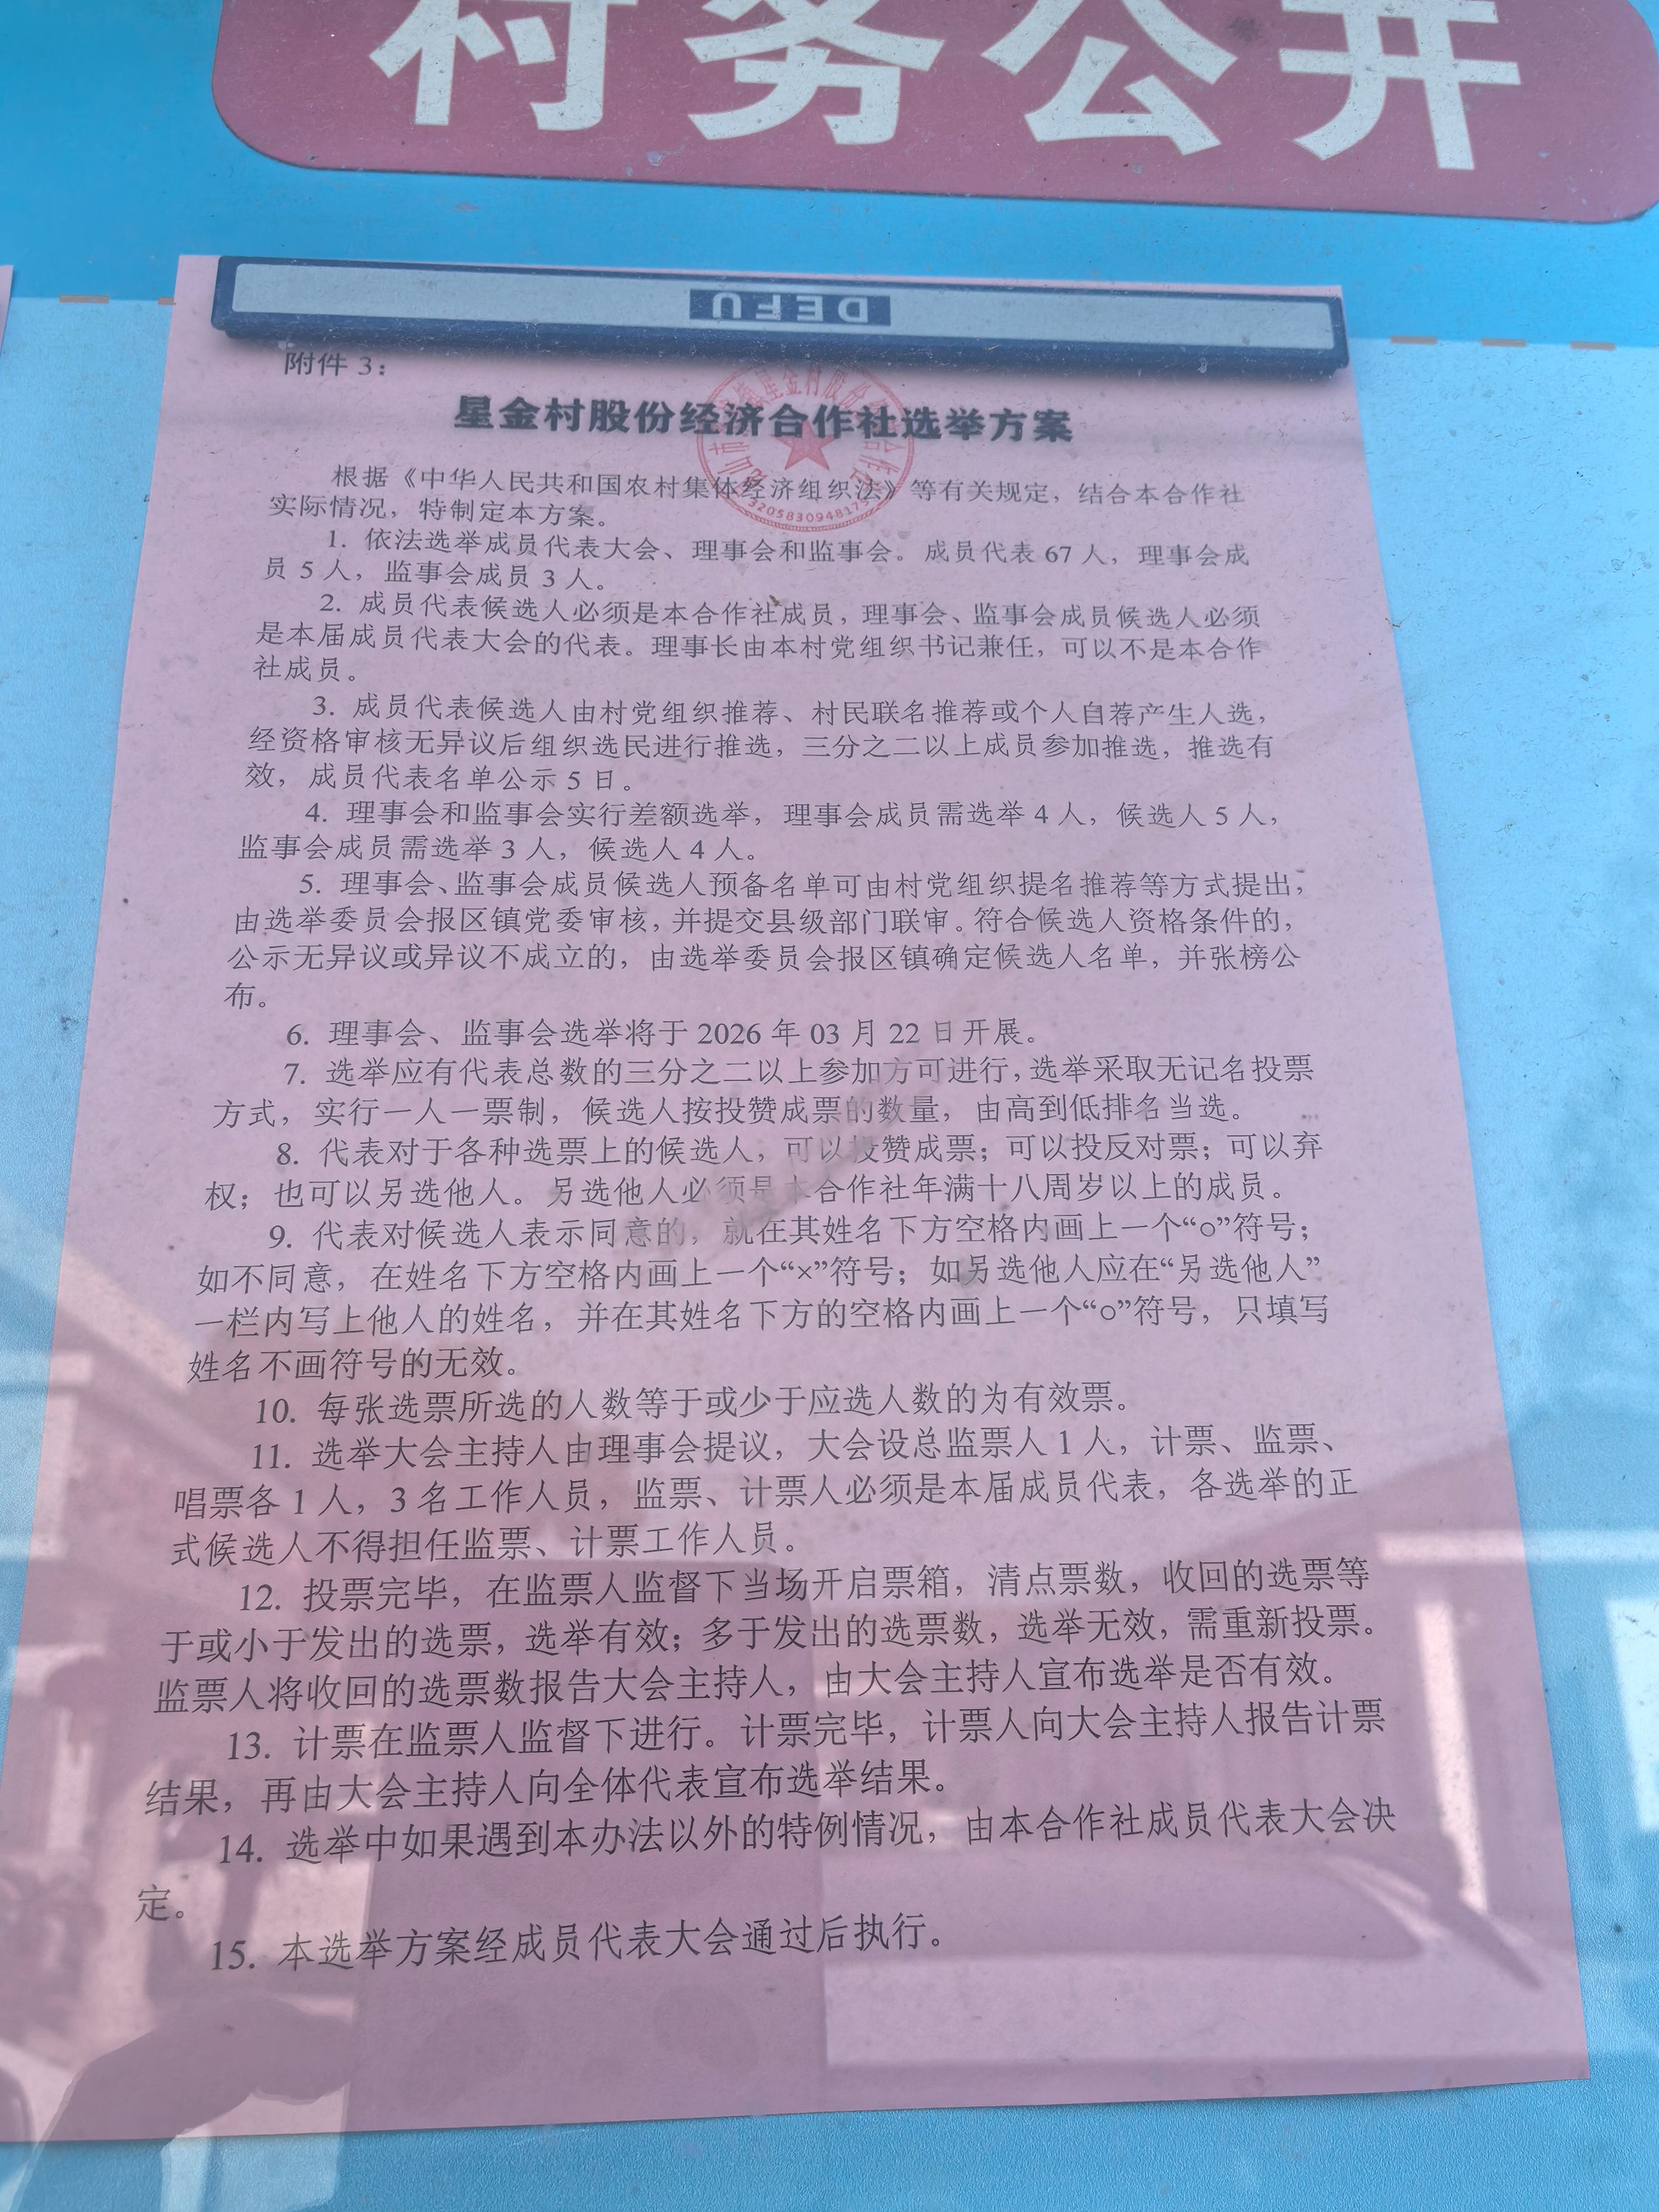 村务公开
DEFU
附件 3：
星金村股份经济合作社选举方案
根据《中华人民共和国农村集体经济组织法》等有关规定，结合本合作社
实际情况，特制定本方案。
1. 依法选举成员代表大会、理事会和监事会。成员代表 67 人，理事会成
员 5 人，监事会成员 3 人。
2. 成员代表候选人必须是本合作社成员，理事会、监事会成员候选人必须
是本届成员代表大会的代表。理事长由本村党组织书记兼任，可以不是本合作
社成员。
3. 成员代表候选人由村党组织推荐、村民联名推荐或个人自荐产生人选，
经资格审核无异议后组织选民进行推选，三分之二以上成员参加推选，推选有
效，成员代表名单公示 5 日。
4. 理事会和监事会实行差额选举，理事会成员需选举 4 人，候选人 5 人，
监事会成员需选举 3 人，候选人 4 人。
5. 理事会、监事会成员候选人预备名单可由村党组织提名推荐等方式提出，
由选举委员会报区镇党委审核，并提交县级部门联审。符合候选人资格条件的，
公示无异议或异议不成立的，由选举委员会报区镇确定候选人名单，并张榜公
布。
6. 理事会、监事会选举将于 2026 年 03 月 22 日开展。
7. 选举应有代表总数的三分之二以上参加方可进行，选举采取无记名投票
方式，实行一人一票制，候选人按投赞成票的数量，由高到低排名当选。
8. 代表对于各种选票上的候选人，可以投赞成票；可以投反对票；可以弃
权；也可以另选他人。另选他人必须是本合作社年满十八周岁以上的成员。
9. 代表对候选人表示同意的，就在其姓名下方空格内画上一个“○”符号；
如不同意，在姓名下方空格内画上一个“×”符号；如另选他人应在“另选他人”
一栏内写上他人的姓名，并在其姓名下方的空格内画上一个“○”符号，只填写
姓名不画符号的无效。
10. 每张选票所选的人数等于或少于应选人数的为有效票。
11. 选举大会主持人由理事会提议，大会设总监票人 1 人，计票、监票、
唱票各 1 人，3 名工作人员，监票、计票人必须是本届成员代表，各选举的正
式候选人不得担任监票、计票工作人员。
12. 投票完毕，在监票人监督下当场开启票箱，清点票数，收回的选票等
于或小于发出的选票，选举有效；多于发出的选票数，选举无效，需重新投票。
监票人将收回的选票数报告大会主持人，由大会主持人宣布选举是否有效。
13. 计票在监票人监督下进行。计票完毕，计票人向大会主持人报告计票
结果，再由大会主持人向全体代表宣布选举结果。
14. 选举中如果遇到本办法以外的特例情况，由本合作社成员代表大会决
定。
15. 本选举方案经成员代表大会通过后执行。